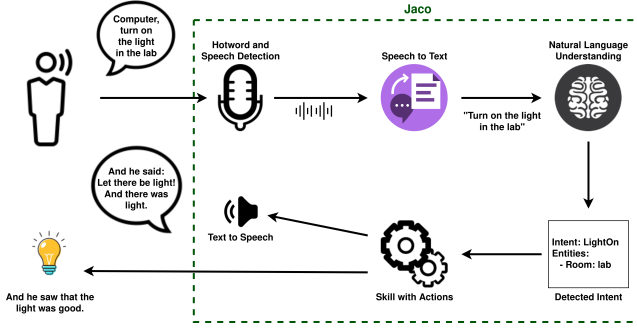 Jaco
Computer,
turn on
the light
in the lab
Hotword and
Speech Detection
Speech to Text
Natural Language
Understanding
"Turn on the light
in the lab"
And he said:
Let there be light!
And there was
light.
Text to Speech
Intent: LightOn
Entities:
- Room: lab
Detected Intent
Skill with Actions
And he saw that the
light was good.